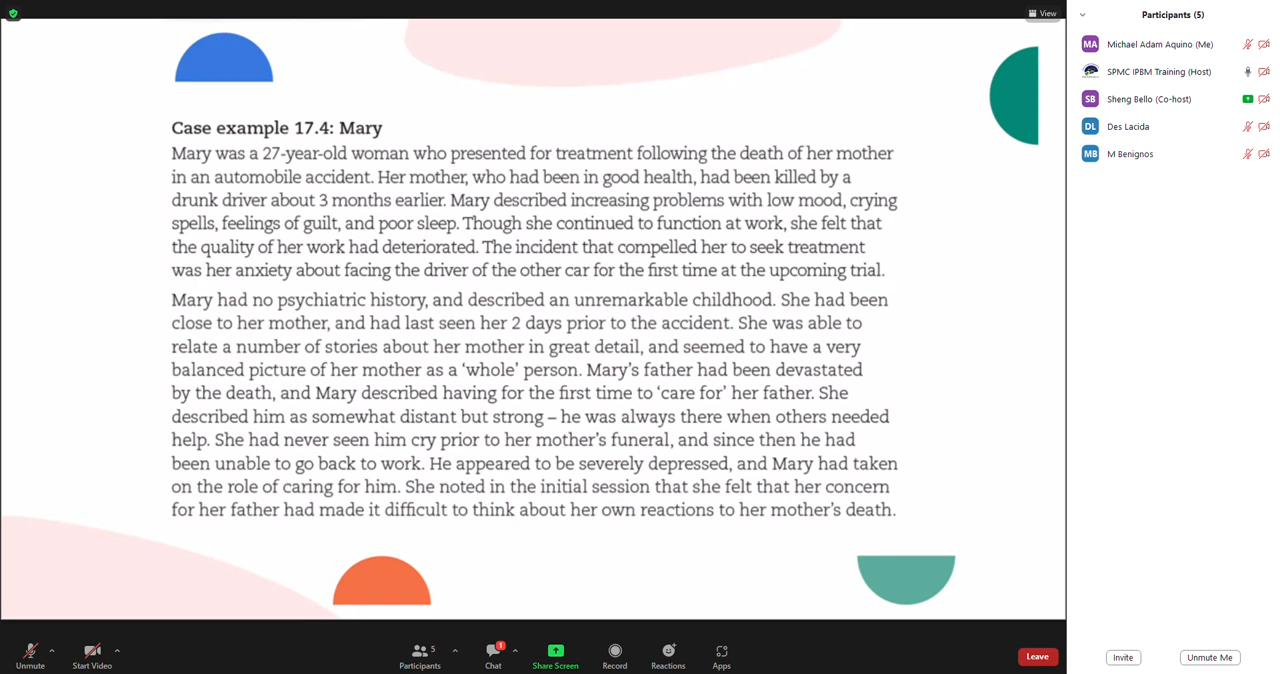 View
Participants (5)
MA Michael Adam Aquino (Me)
SPMC IPBM Training (Host)
SB Sheng Bello (Co-host)
DL Des Lacida
MB M Benignos
Case example 17.4: Mary
Mary was a 27-year-old woman who presented for treatment following the death of her mother
in an automobile accident. Her mother, who had been in good health, had been killed by a
drunk driver about 3 months earlier. Mary described increasing problems with low mood, crying
spells, feelings of guilt, and poor sleep. Though she continued to function at work, she felt that
the quality of her work had deteriorated. The incident that compelled her to seek treatment
was her anxiety about facing the driver of the other car for the first time at the upcoming trial.
Mary had no psychiatric history, and described an unremarkable childhood. She had been
close to her mother, and had last seen her 2 days prior to the accident. She was able to
relate a number of stories about her mother in great detail, and seemed to have a very
balanced picture of her mother as a ‘whole’ person. Mary’s father had been devastated
by the death, and Mary described having for the first time to ‘care for’ her father. She
described him as somewhat distant but strong – he was always there when others needed
help. She had never seen him cry prior to her mother’s funeral, and since then he had
been unable to go back to work. He appeared to be severely depressed, and Mary had taken
on the role of caring for him. She noted in the initial session that she felt that her concern
for her father had made it difficult to think about her own reactions to her mother’s death.
Unmute
Start Video
5
Participants
1
Chat
Share Screen
Record
Reactions
Apps
Leave
Invite
Unmute Me